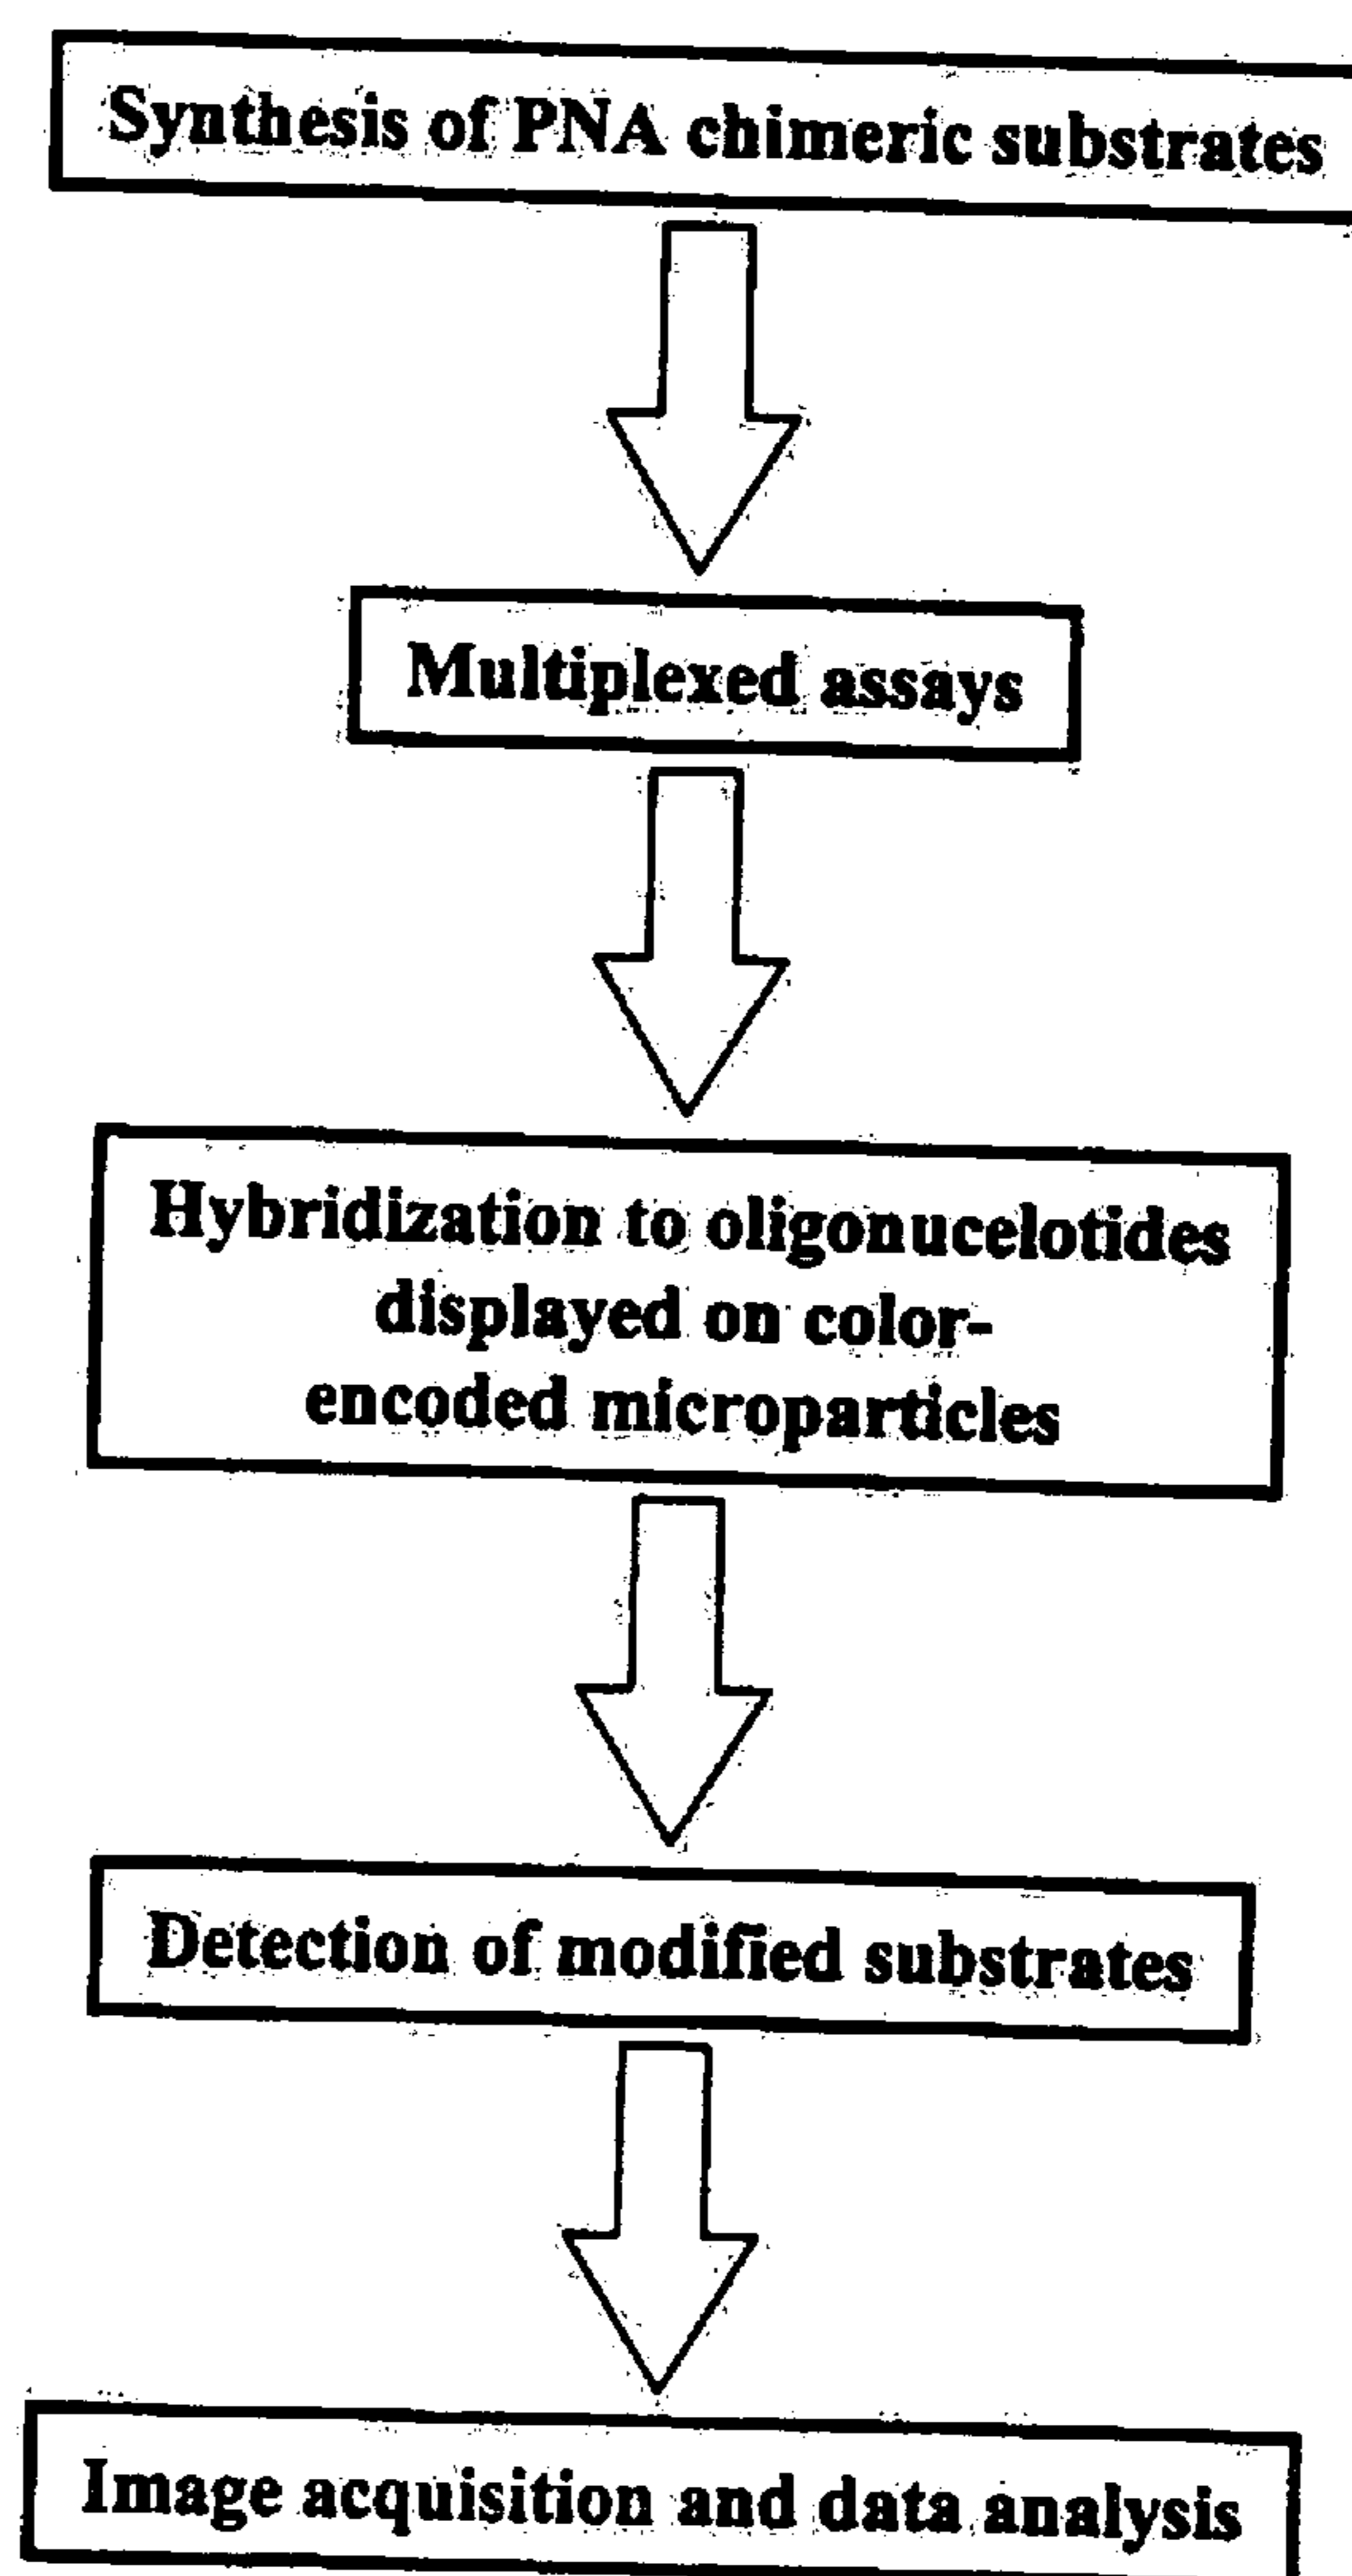 Synthesis of PNA chimeric substrates
Multiplexed assays
Hybridization to oligonucelotides
displayed on color-
encoded microparticles
Detection of modified substrates
Image acquisition and data analysis